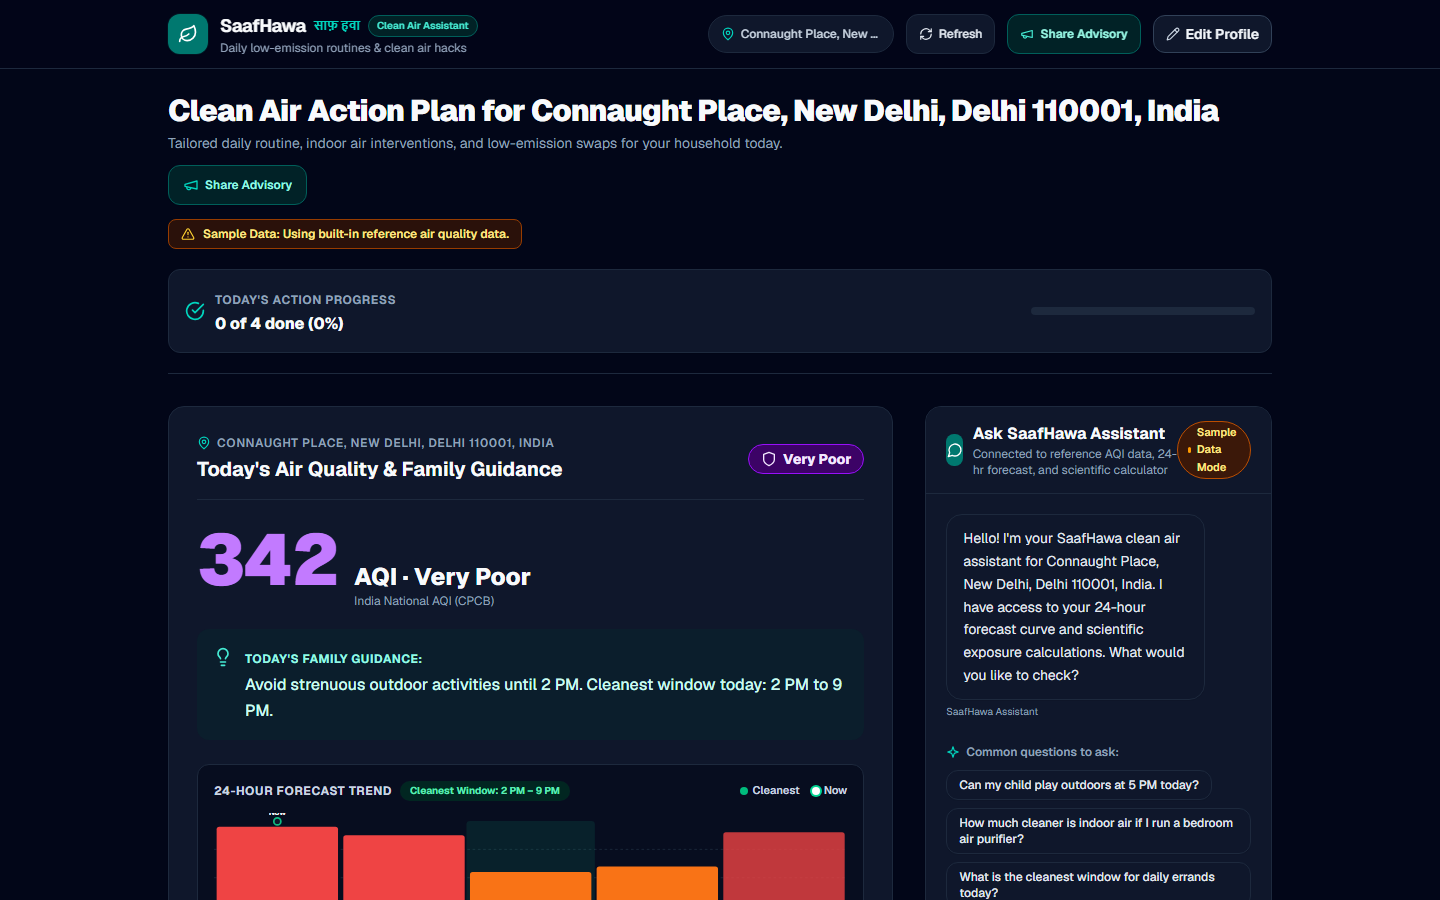 SaafHawa साफ़ हवा Clean Air Assistant
Daily low-emission routines & clean air hacks
Connaught Place, New ...
Refresh
Share Advisory
Edit Profile
Clean Air Action Plan for Connaught Place, New Delhi, Delhi 110001, India
Tailored daily routine, indoor air interventions, and low-emission swaps for your household today.
Share Advisory
Sample Data: Using built-in reference air quality data.
TODAY'S ACTION PROGRESS
0 of 4 done (0%)
CONNAUGHT PLACE, NEW DELHI, DELHI 110001, INDIA
Today's Air Quality & Family Guidance
Very Poor
342
AQI · Very Poor
India National AQI (CPCB)
TODAY'S FAMILY GUIDANCE:
Avoid strenuous outdoor activities until 2 PM. Cleanest window today: 2 PM to 9
PM.
24-HOUR FORECAST TREND
Cleanest Window: 2 PM – 9 PM
Cleanest
Now
Ask SaafHawa Assistant
Connected to reference AQI data, 24-
hr forecast, and scientific calculator
Sample
Data
Mode
Hello! I'm your SaafHawa clean air
assistant for Connaught Place,
New Delhi, Delhi 110001, India. I
have access to your 24-hour
forecast curve and scientific
exposure calculations. What would
you like to check?
SaafHawa Assistant
Common questions to ask:
Can my child play outdoors at 5 PM today?
How much cleaner is indoor air if I run a bedroom
air purifier?
What is the cleanest window for daily errands
today?